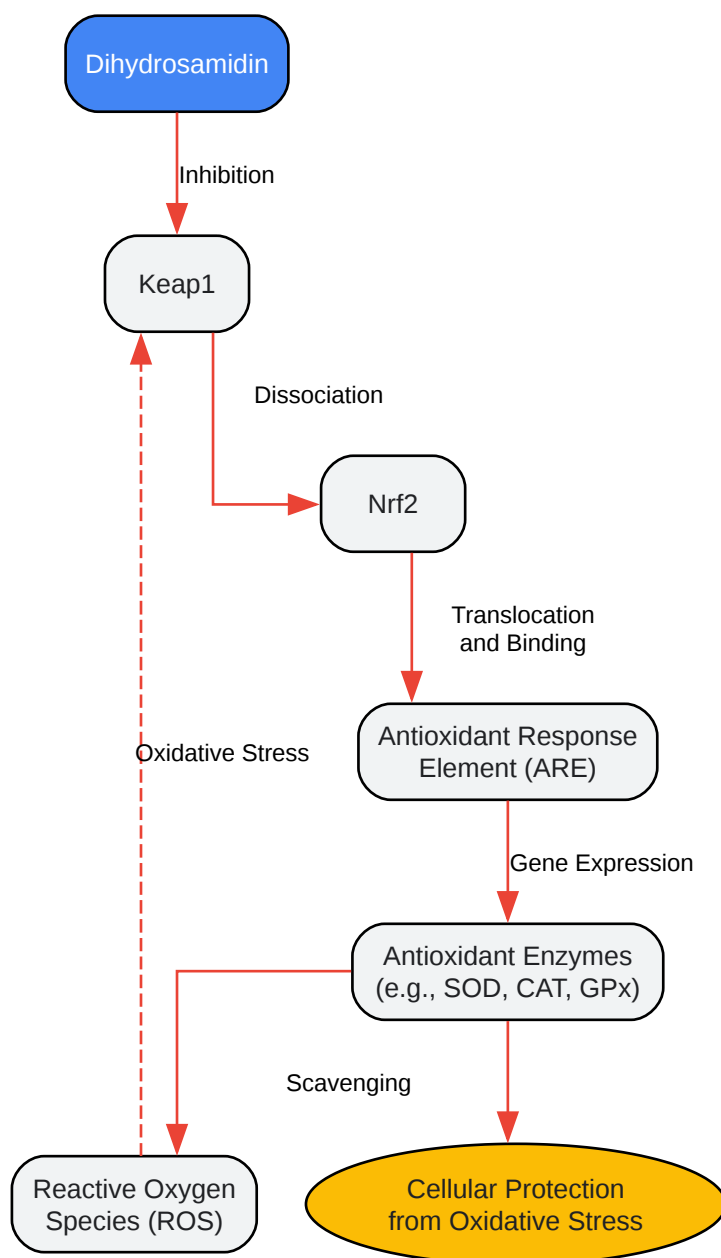 Dihydrosamidin
Inhibition
Keap1
Dissociation
Nrf2
Translocation
and Binding
Antioxidant Response
Element (ARE)
Oxidative Stress
Gene Expression
Antioxidant Enzymes
(e.g., SOD, CAT, GPx)
Scavenging
Reactive Oxygen
Species (ROS)
Cellular Protection
from Oxidative Stress